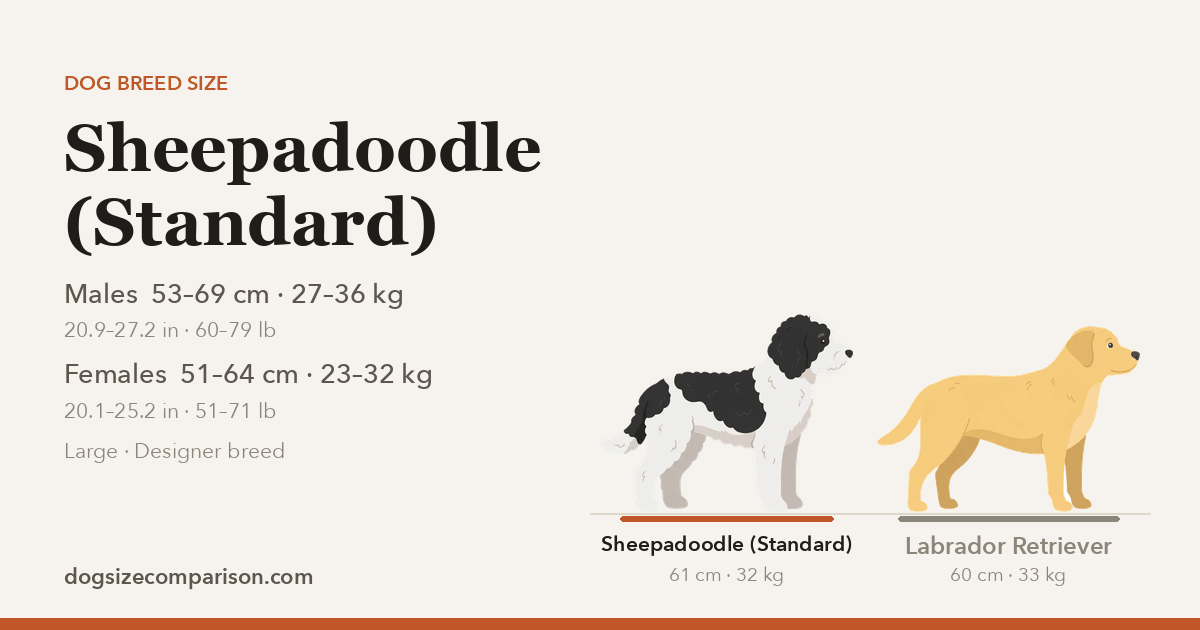 DOG BREED SIZE
Sheepadoodle
(Standard)
Males 53–69 cm · 27–36 kg
20.9–27.2 in · 60–79 lb
Females 51–64 cm · 23–32 kg
20.1–25.2 in · 51–71 lb
Large · Designer breed
Sheepadoodle (Standard)
61 cm · 32 kg
Labrador Retriever
60 cm · 33 kg
dogsizecomparison.com